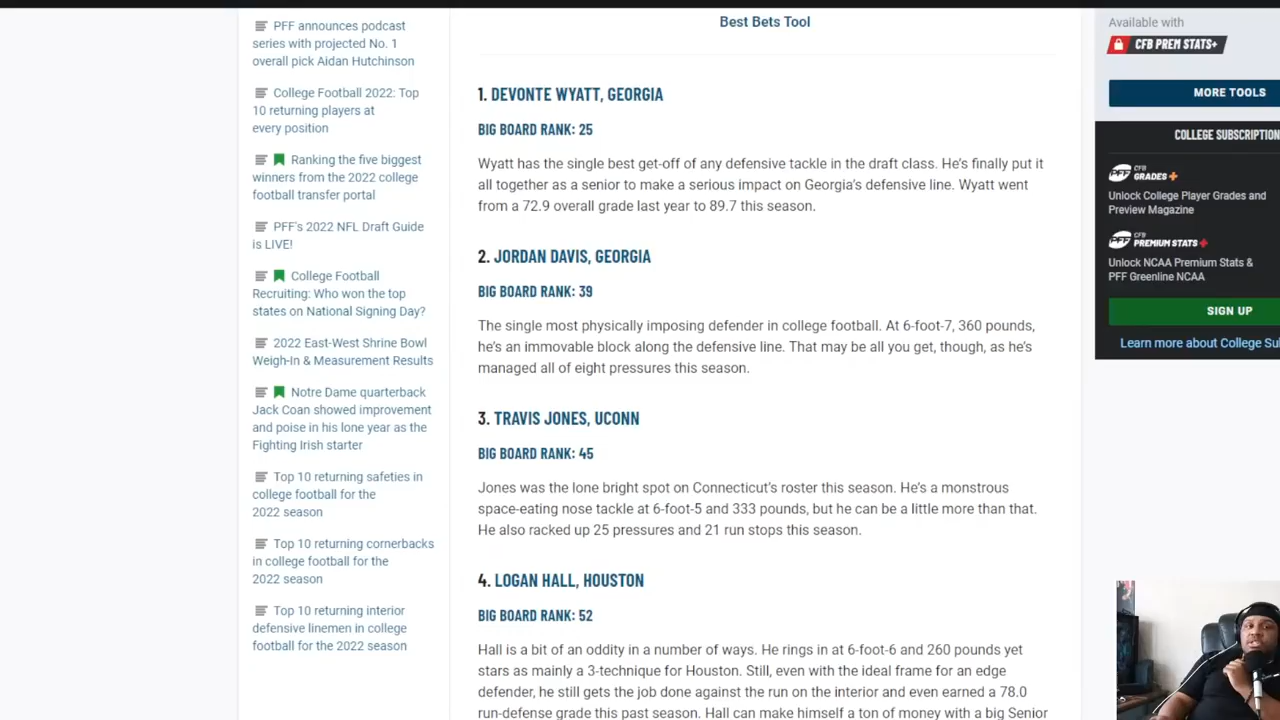 PFF announces podcast
series with projected No. 1
overall pick Aidan Hutchinson
College Football 2022: Top
10 returning players at
every position
Ranking the five biggest
winners from the 2022 college
football transfer portal
PFF's 2022 NFL Draft Guide
is LIVE!
College Football
Recruiting: Who won the top
states on National Signing Day?
2022 East-West Shrine Bowl
Weigh-In & Measurement Results
Notre Dame quarterback
Jack Coan showed improvement
and poise in his lone year as the
Fighting Irish starter
Top 10 returning safeties in
college football for the
2022 season
Top 10 returning cornerbacks
in college football for the
2022 season
Top 10 returning interior
defensive linemen in college
football for the 2022 season
Best Bets Tool
1. DEVONTE WYATT, GEORGIA
BIG BOARD RANK: 25
Wyatt has the single best get-off of any defensive tackle in the draft class. He's finally put it
all together as a senior to make a serious impact on Georgia's defensive line. Wyatt went
from a 72.9 overall grade last year to 89.7 this season.
2. JORDAN DAVIS, GEORGIA
BIG BOARD RANK: 39
The single most physically imposing defender in college football. At 6-foot-7, 360 pounds,
he's an immovable block along the defensive line. That may be all you get, though, as he's
managed all of eight pressures this season.
3. TRAVIS JONES, UCONN
BIG BOARD RANK: 45
Jones was the lone bright spot on Connecticut's roster this season. He's a monstrous
space-eating nose tackle at 6-foot-5 and 333 pounds, but he can be a little more than that.
He also racked up 25 pressures and 21 run stops this season.
4. LOGAN HALL, HOUSTON
BIG BOARD RANK: 52
Hall is a bit of an oddity in a number of ways. He rings in at 6-foot-6 and 260 pounds yet
stars as mainly a 3-technique for Houston. Still, even with the ideal frame for an edge
defender, he still gets the job done against the run on the interior and even earned a 78.0
run-defense grade this past season. Hall can make himself a ton of money with a big Senior
Available with
CFB PREM STATS+
MORE TOOLS
COLLEGE SUBSCRIPTION
PFF CFB
GRADES+
Unlock College Player Grades and
Preview Magazine
PFF CFB
PREMIUM STATS+
Unlock NCAA Premium Stats &
PFF Greenline NCAA
SIGN UP
Learn more about College Su